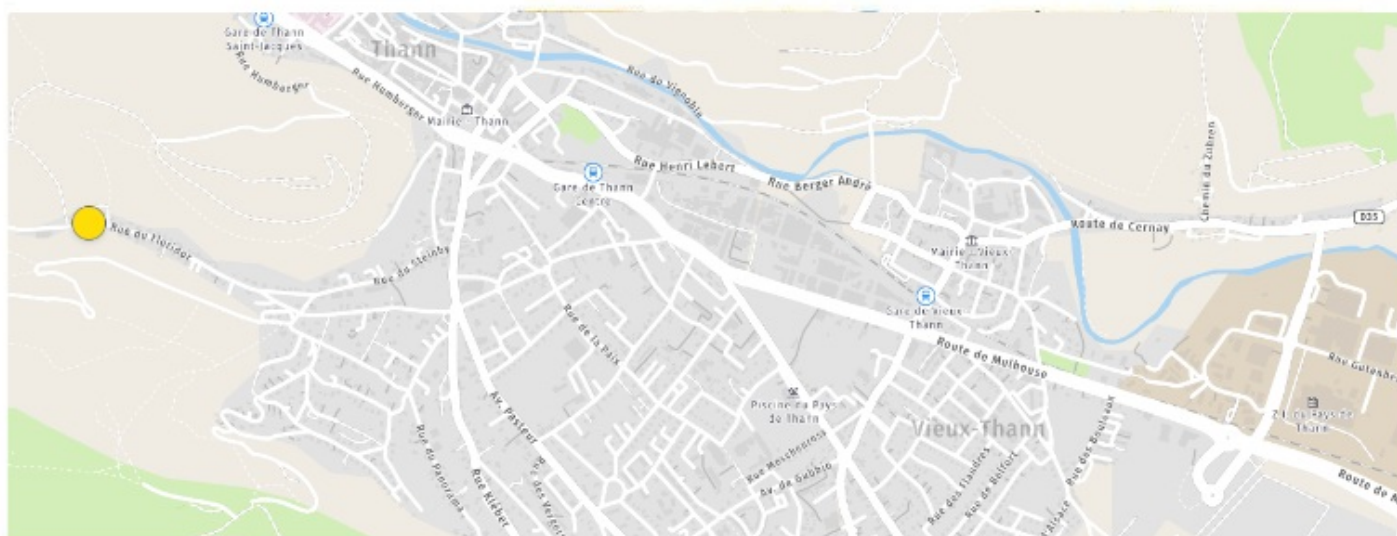 Gare de Thann
Saint-Jacques
Thann
Rue Humberger
Rue Humberger
Mairie - Thann
Rue du Vignoble
Rue Henri Lebert
Gare de Thann
Centre
Rue Berger André
Chemin du Zubren
D35
Route de Cernay
Mairie - Vieux-
Thann
Rue du Floridor
Rue du Steinby
Gare de Vieux-
Thann
Rue de la Paix
Route de Mulhouse
Rue Gutenber
Piscine du Pays
de Thann
Z.I. du Pays de
Thann
Vieux-Thann
Av. Pasteur
Rue du Panorama
Rue Kléber
Av. de Gubbio
Rue des Flandres
Rue de Belfort
Rue des Bouleaux
d'Alsace
Route de M